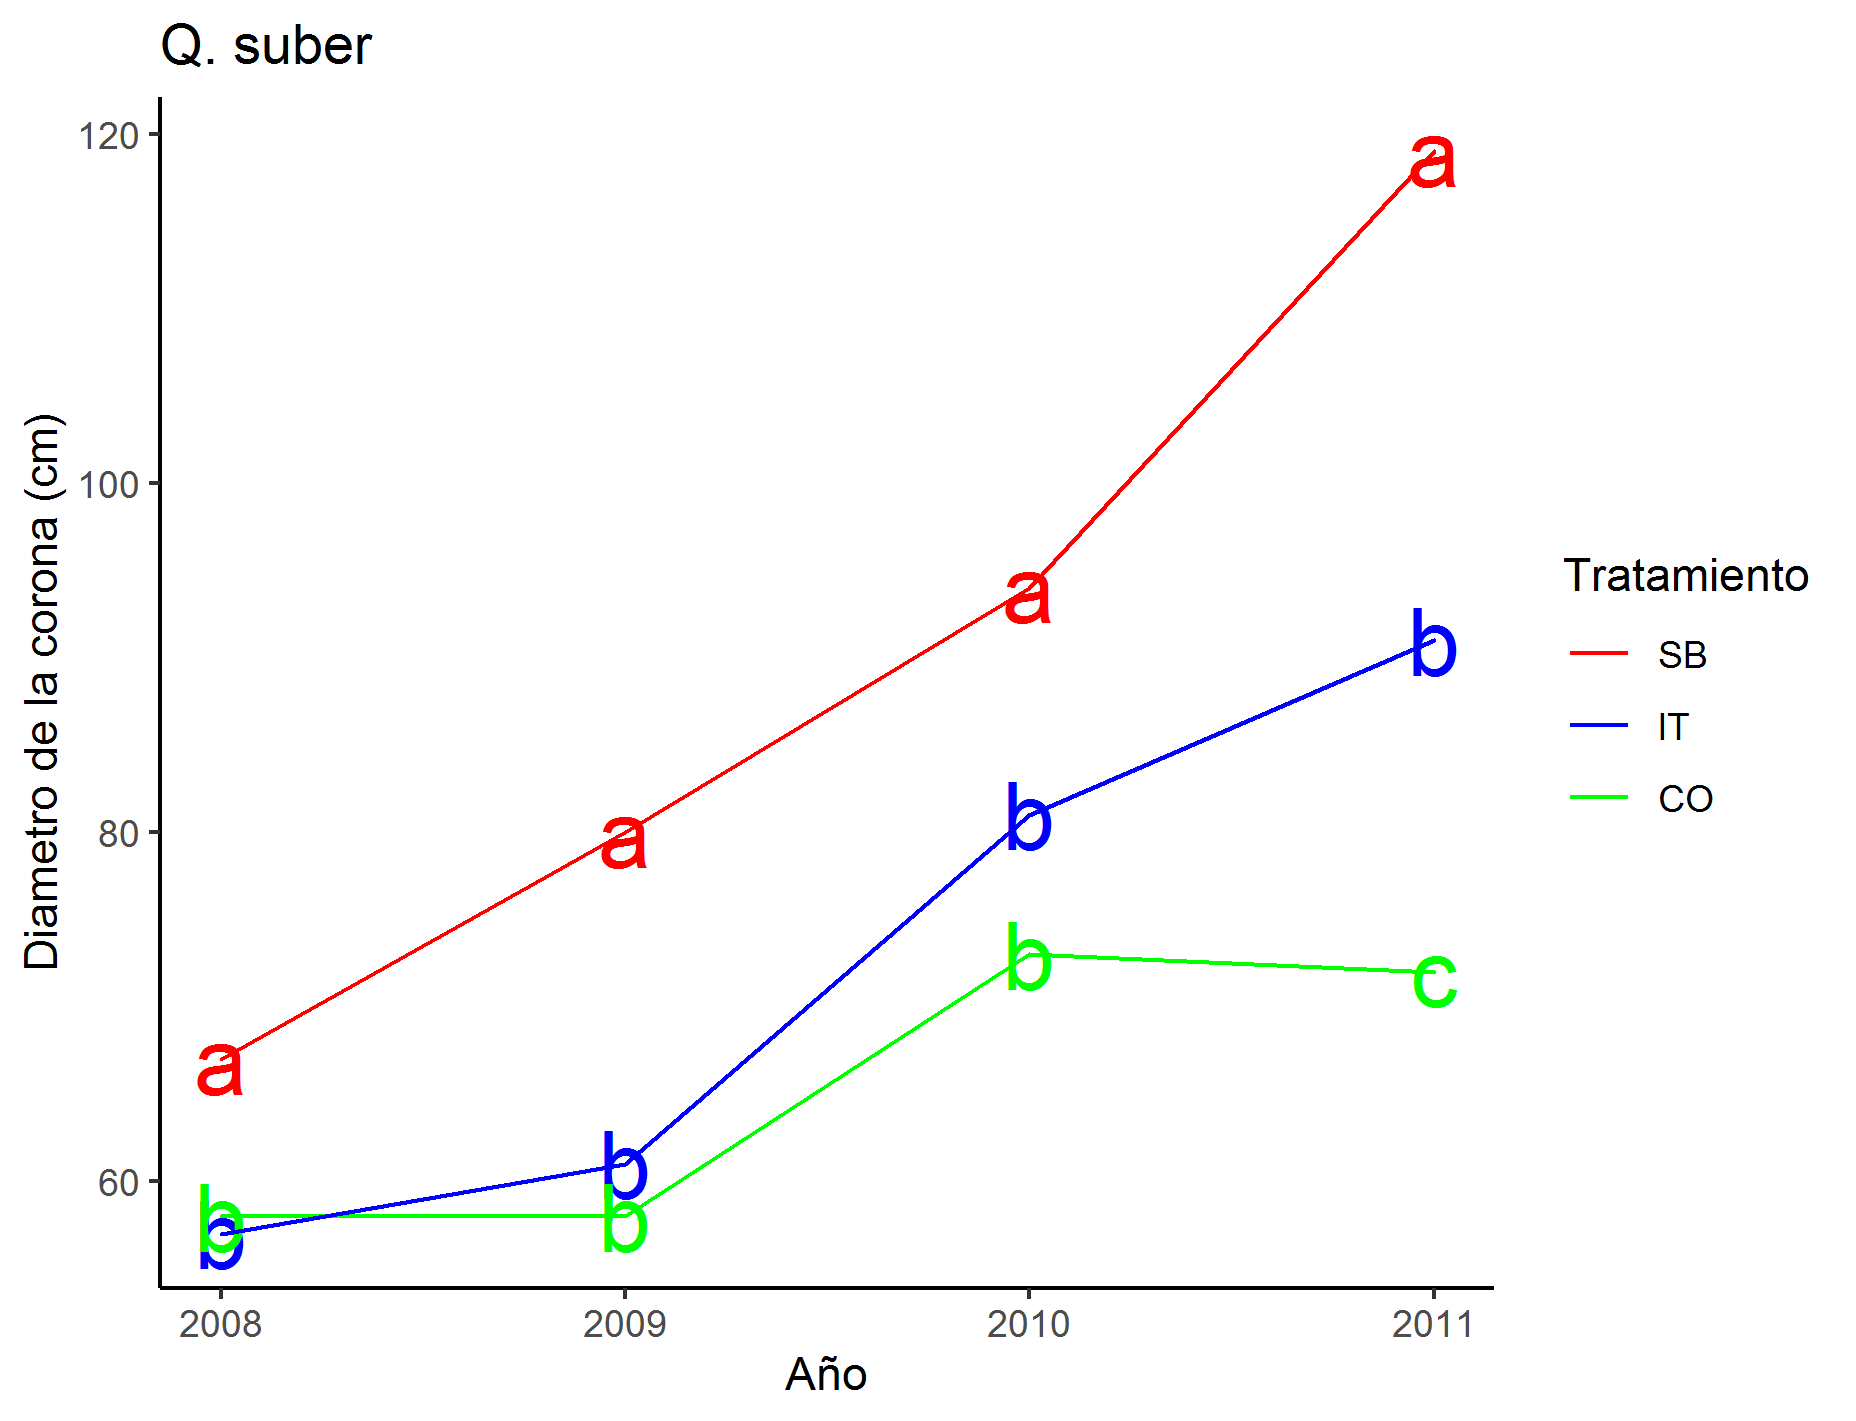 Q. suber
120
100
80
60
Diametro de la corona (cm)
a
a
a
a
b
b
b
b
b
b
b
c
2008
2009
2010
2011
Año
Tratamiento
SB
IT
CO